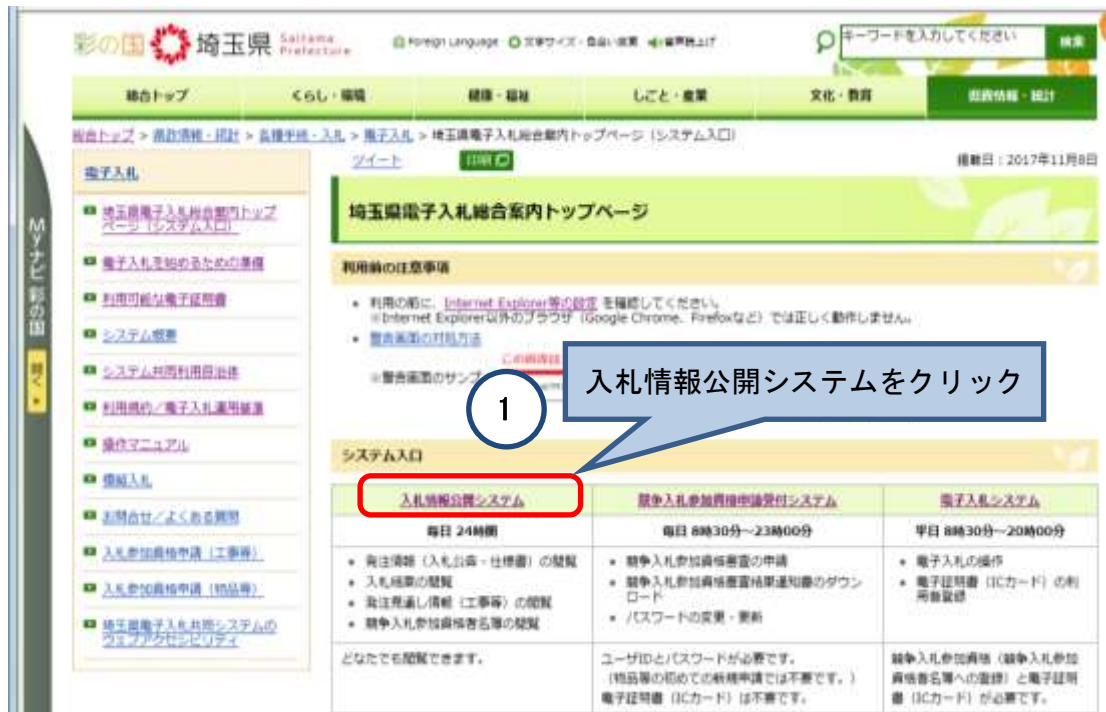 彩の国 埼玉県 Saitama Prefecture
Foreign Language 文字サイズ・色合い変更 音声読上げ
キーワードを入力してください 検索
総合トップ くらし・環境 健康・福祉 しごと・産業 文化・教育 県政情報・統計
総合トップ > 県政情報・統計 > 各種手続・入札 > 電子入札 > 埼玉県電子入札総合案内トップページ（システム入口）
ツイート 印刷 掲載日：2017年11月8日
Myナビ 彩の国 開く
電子入札
埼玉県電子入札総合案内トップページ（システム入口）
電子入札を始めるための準備
利用可能な電子証明書
システム概要
システム共同利用自治体
利用規約／電子入札運用基準
操作マニュアル
機給入札
お問合せ／よくある質問
入札参加資格申請（工事等）
入札参加資格申請（物品等）
埼玉県電子入札共同システムの
ウェブアクセシビリティ
埼玉県電子入札総合案内トップページ
利用前の注意事項
利用の前に、Internet Explorer等の設定 を確認してください。
※Internet Explorer以外のブラウザ（Google Chrome、Firefoxなど）では正しく動作しません。
警告画面の対処方法
※警告画面のサンプ
1
入札情報公開システムをクリック
システム入口
入札情報公開システム 競争入札参加資格申請受付システム 電子入札システム
毎日 24時間 毎日 8時30分～23時00分 平日 8時30分～20時00分
発注情報（入札公告・仕様書）の閲覧
入札結果の閲覧
発注見通し情報（工事等）の閲覧
競争入札参加資格者名簿の閲覧
競争入札参加資格審査の申請
競争入札参加資格審査結果通知書のダウン
ロード
パスワードの変更・更新
電子入札の操作
電子証明書（ICカード）の利
用者登録
どなたでも閲覧できます。
ユーザIDとパスワードが必要です。
（物品等の初めての新規申請では不要です。）
電子証明書（ICカード）は不要です。
競争入札参加資格（競争入札参加
資格者名簿への登録）と電子証明
書（ICカード）が必要です。